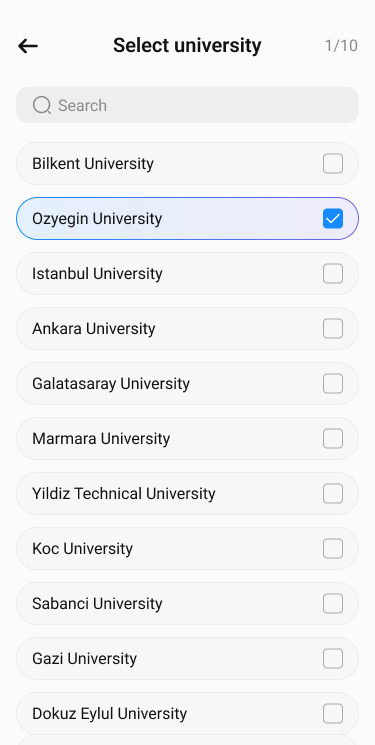 Select university 1/10
Search
Bilkent University
Ozyegin University
Istanbul University
Ankara University
Galatasaray University
Marmara University
Yildiz Technical University
Koc University
Sabanci University
Gazi University
Dokuz Eylul University